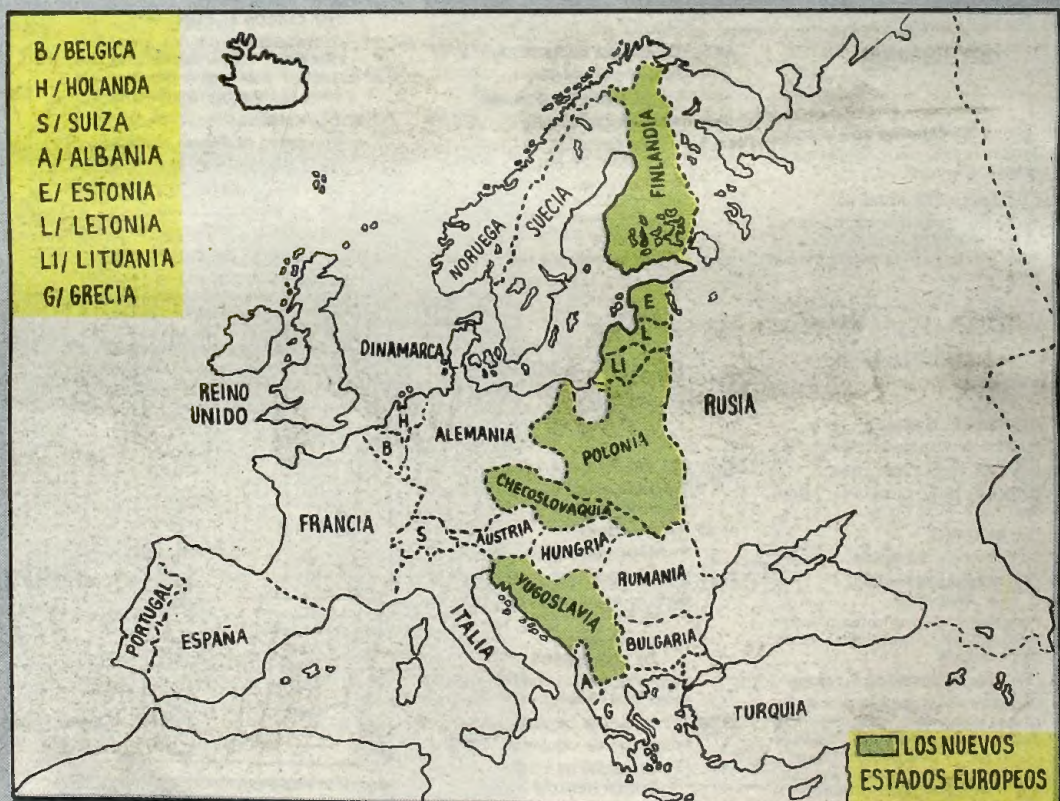 B/BELGICA
H/HOLANDA
S/SUIZA
A/ALBANIA
E/ESTONIA
L/LETONIA
LI/LITUANIA
G/GRECIA
FINLANDIA
SUECIA
NORUEGA
E
L
LI
DINAMARCA
REINO
UNIDO
H
B
ALEMANIA
POLONIA
RUSIA
CHECOSLOVAQUIA
FRANCIA
S
AUSTRIA
HUNGRIA
RUMANIA
YUGOSLAVIA
PORTUGAL
ESPAÑA
ITALIA
BULGARIA
A
G
TURQUIA
LOS NUEVOS
ESTADOS EUROPEOS